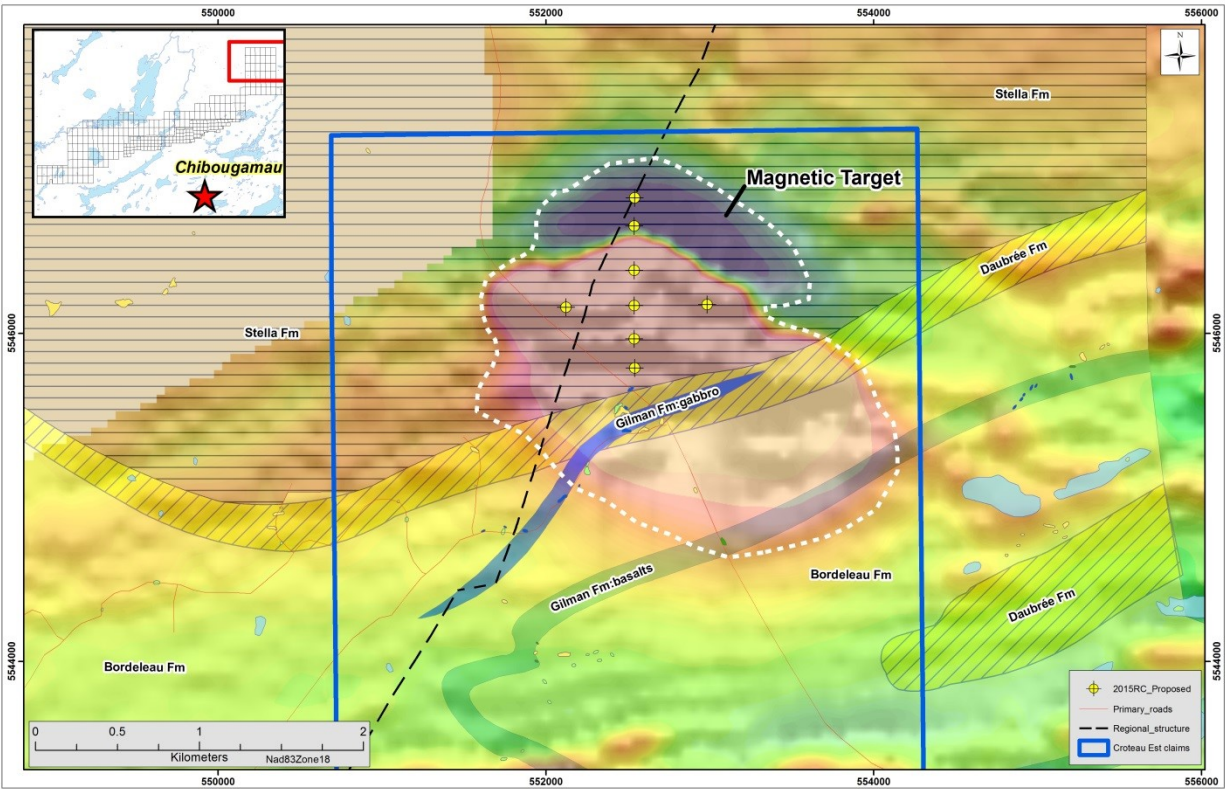 550000
552000
554000
556000
N
Chibougamau
Stella Fm
Magnetic Target
Daubrée Fm
5546000
Stella Fm
5546000
Gilman Fm:gabbro
Gilman Fm:basalts
Bordeleau Fm
Daubrée Fm
5544000
Bordeleau Fm
5544000
2015RC_Proposed
Primary_roads
Regional_structure
Croteau Est claims
0 0.5 1 2
Kilometers
Nad83Zone18
550000
552000
554000
556000